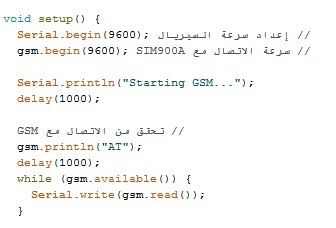 void setup() {
Serial.begin(9600); // إعداد سرعة السيريال
gsm.begin(9600); // سرعة الاتصال مع SIM900A
Serial.println("Starting GSM...");
delay(1000);
// تحقق من الاتصال مع GSM
gsm.println("AT");
delay(1000);
while (gsm.available()) {
Serial.write(gsm.read());
}